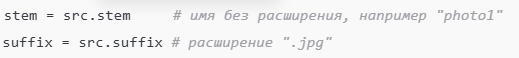 stem = src.stem     # имя без расширения, например "photo1"
suffix = src.suffix # расширение ".jpg"